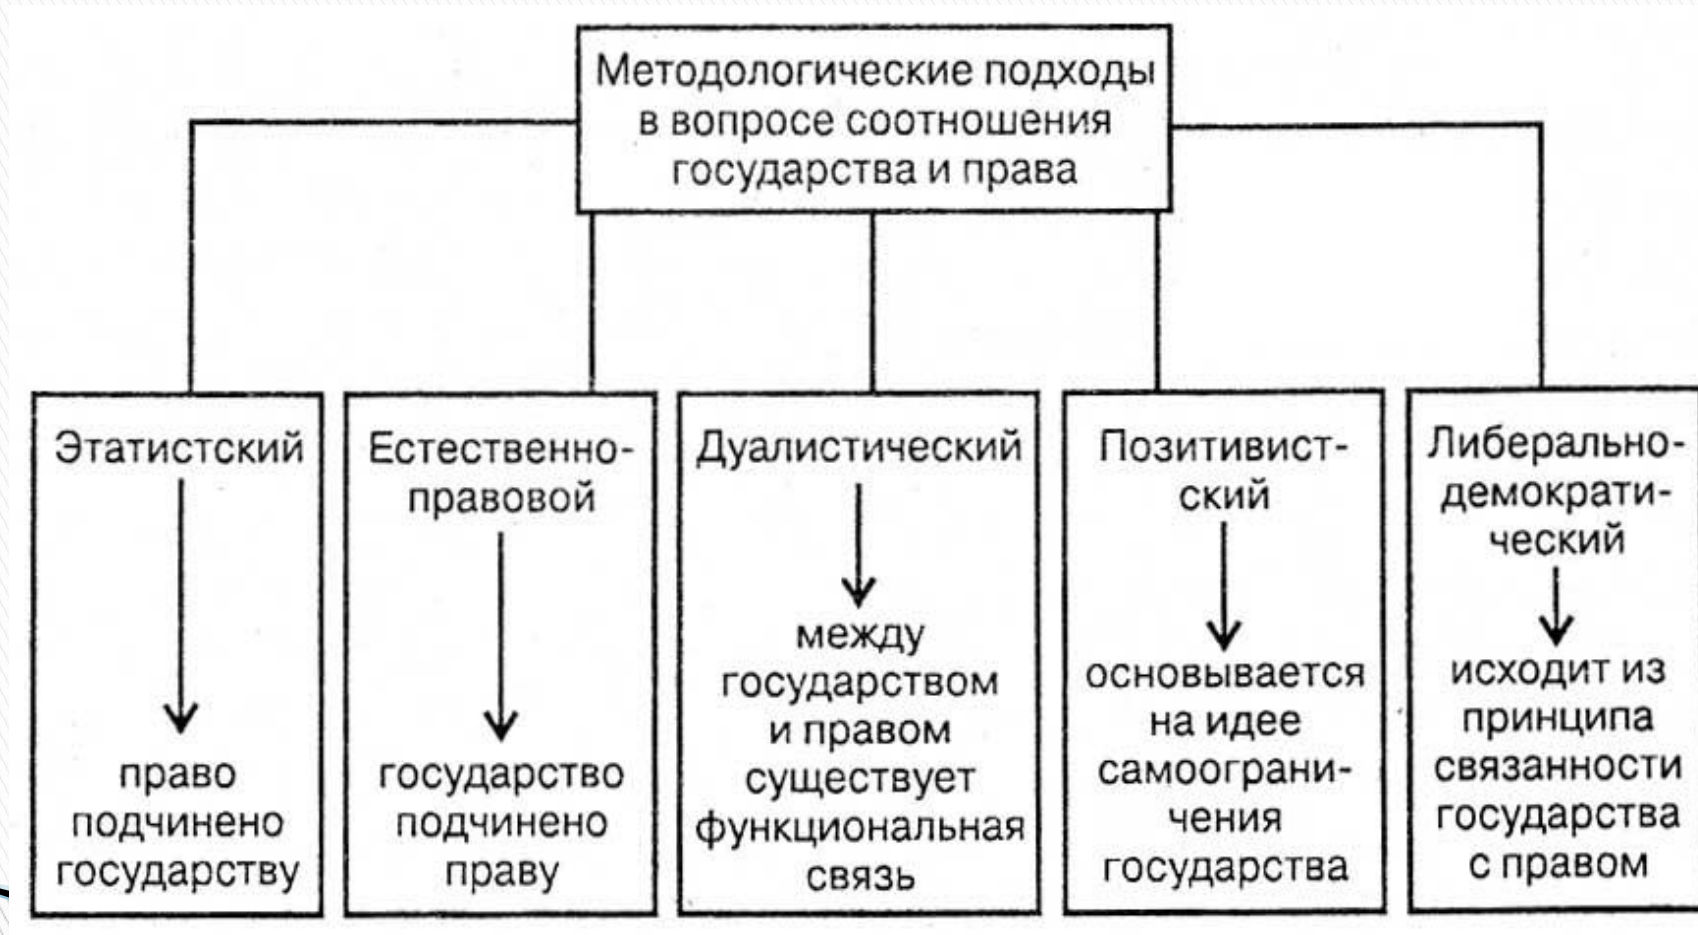 Методологические подходы
в вопросе соотношения
государства и права
Этатистский
право
подчинено
государству
Естественно-
правовой
государство
подчинено
праву
Дуалистический
между
государством
и правом
существует
функциональная
связь
Позитивист-
ский
основывается
на идее
самоограни-
чения
государства
Либерально-
демократи-
ческий
исходит из
принципа
связанности
государства
с правом